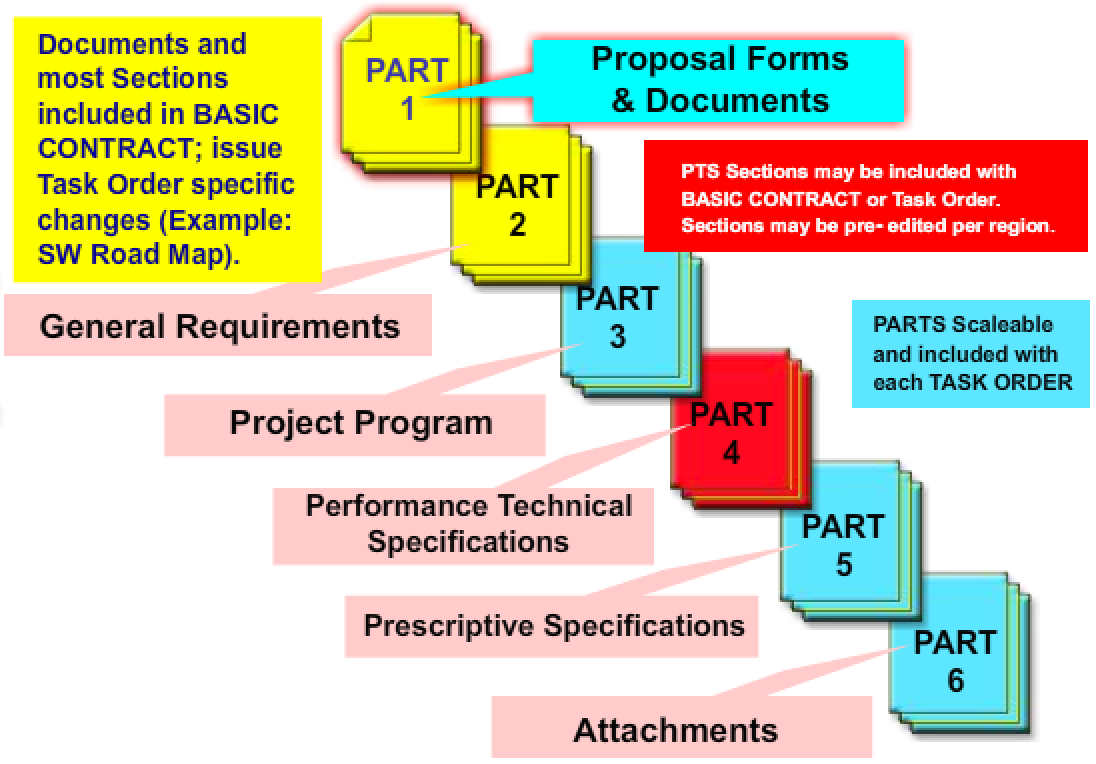 Documents and
most Sections
included in BASIC
CONTRACT; issue
Task Order specific
changes (Example:
SW Road Map).
PART
1
Proposal Forms
& Documents
PART
2
PTS Sections may be included with
BASIC CONTRACT or Task Order.
Sections may be pre- edited per region.
General Requirements
PART
3
PARTS Scaleable
and included with
each TASK ORDER
Project Program
PART
4
Performance Technical
Specifications
PART
5
Prescriptive Specifications
PART
6
Attachments